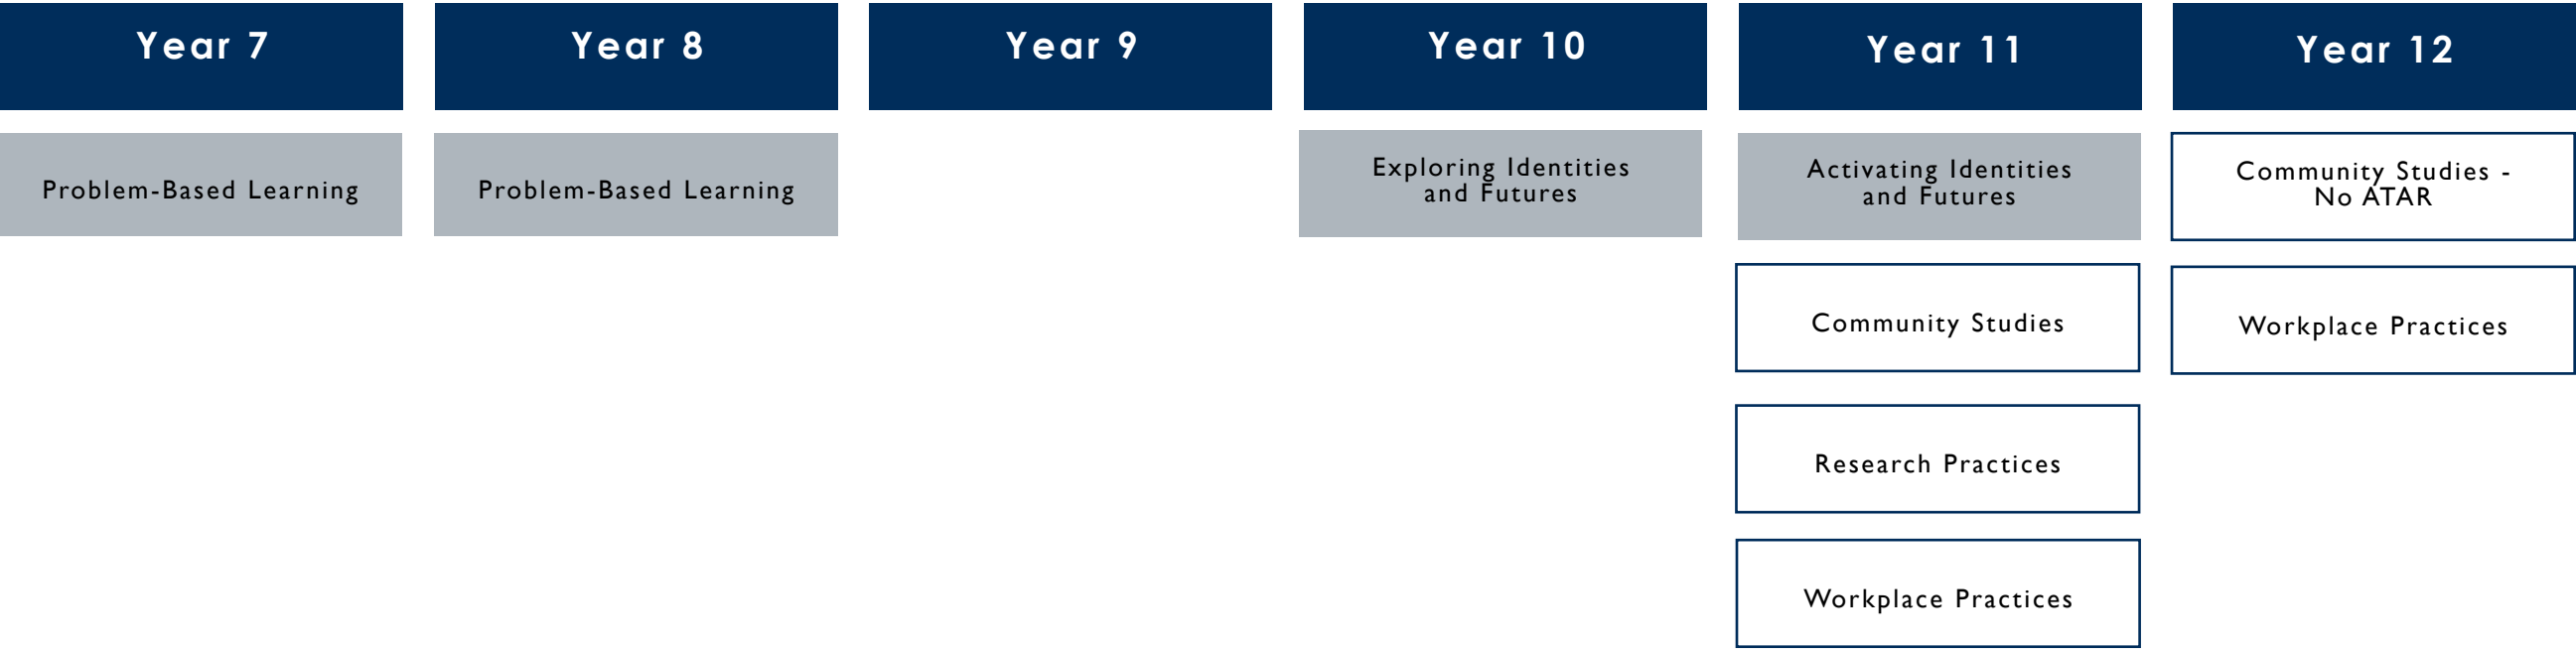 Year 7
Year 8
Year 9
Year 10
Year 11
Year 12
Problem-Based Learning
Problem-Based Learning
Exploring Identities
and Futures
Activating Identities
and Futures
Community Studies -
No ATAR
Community Studies
Workplace Practices
Research Practices
Workplace Practices